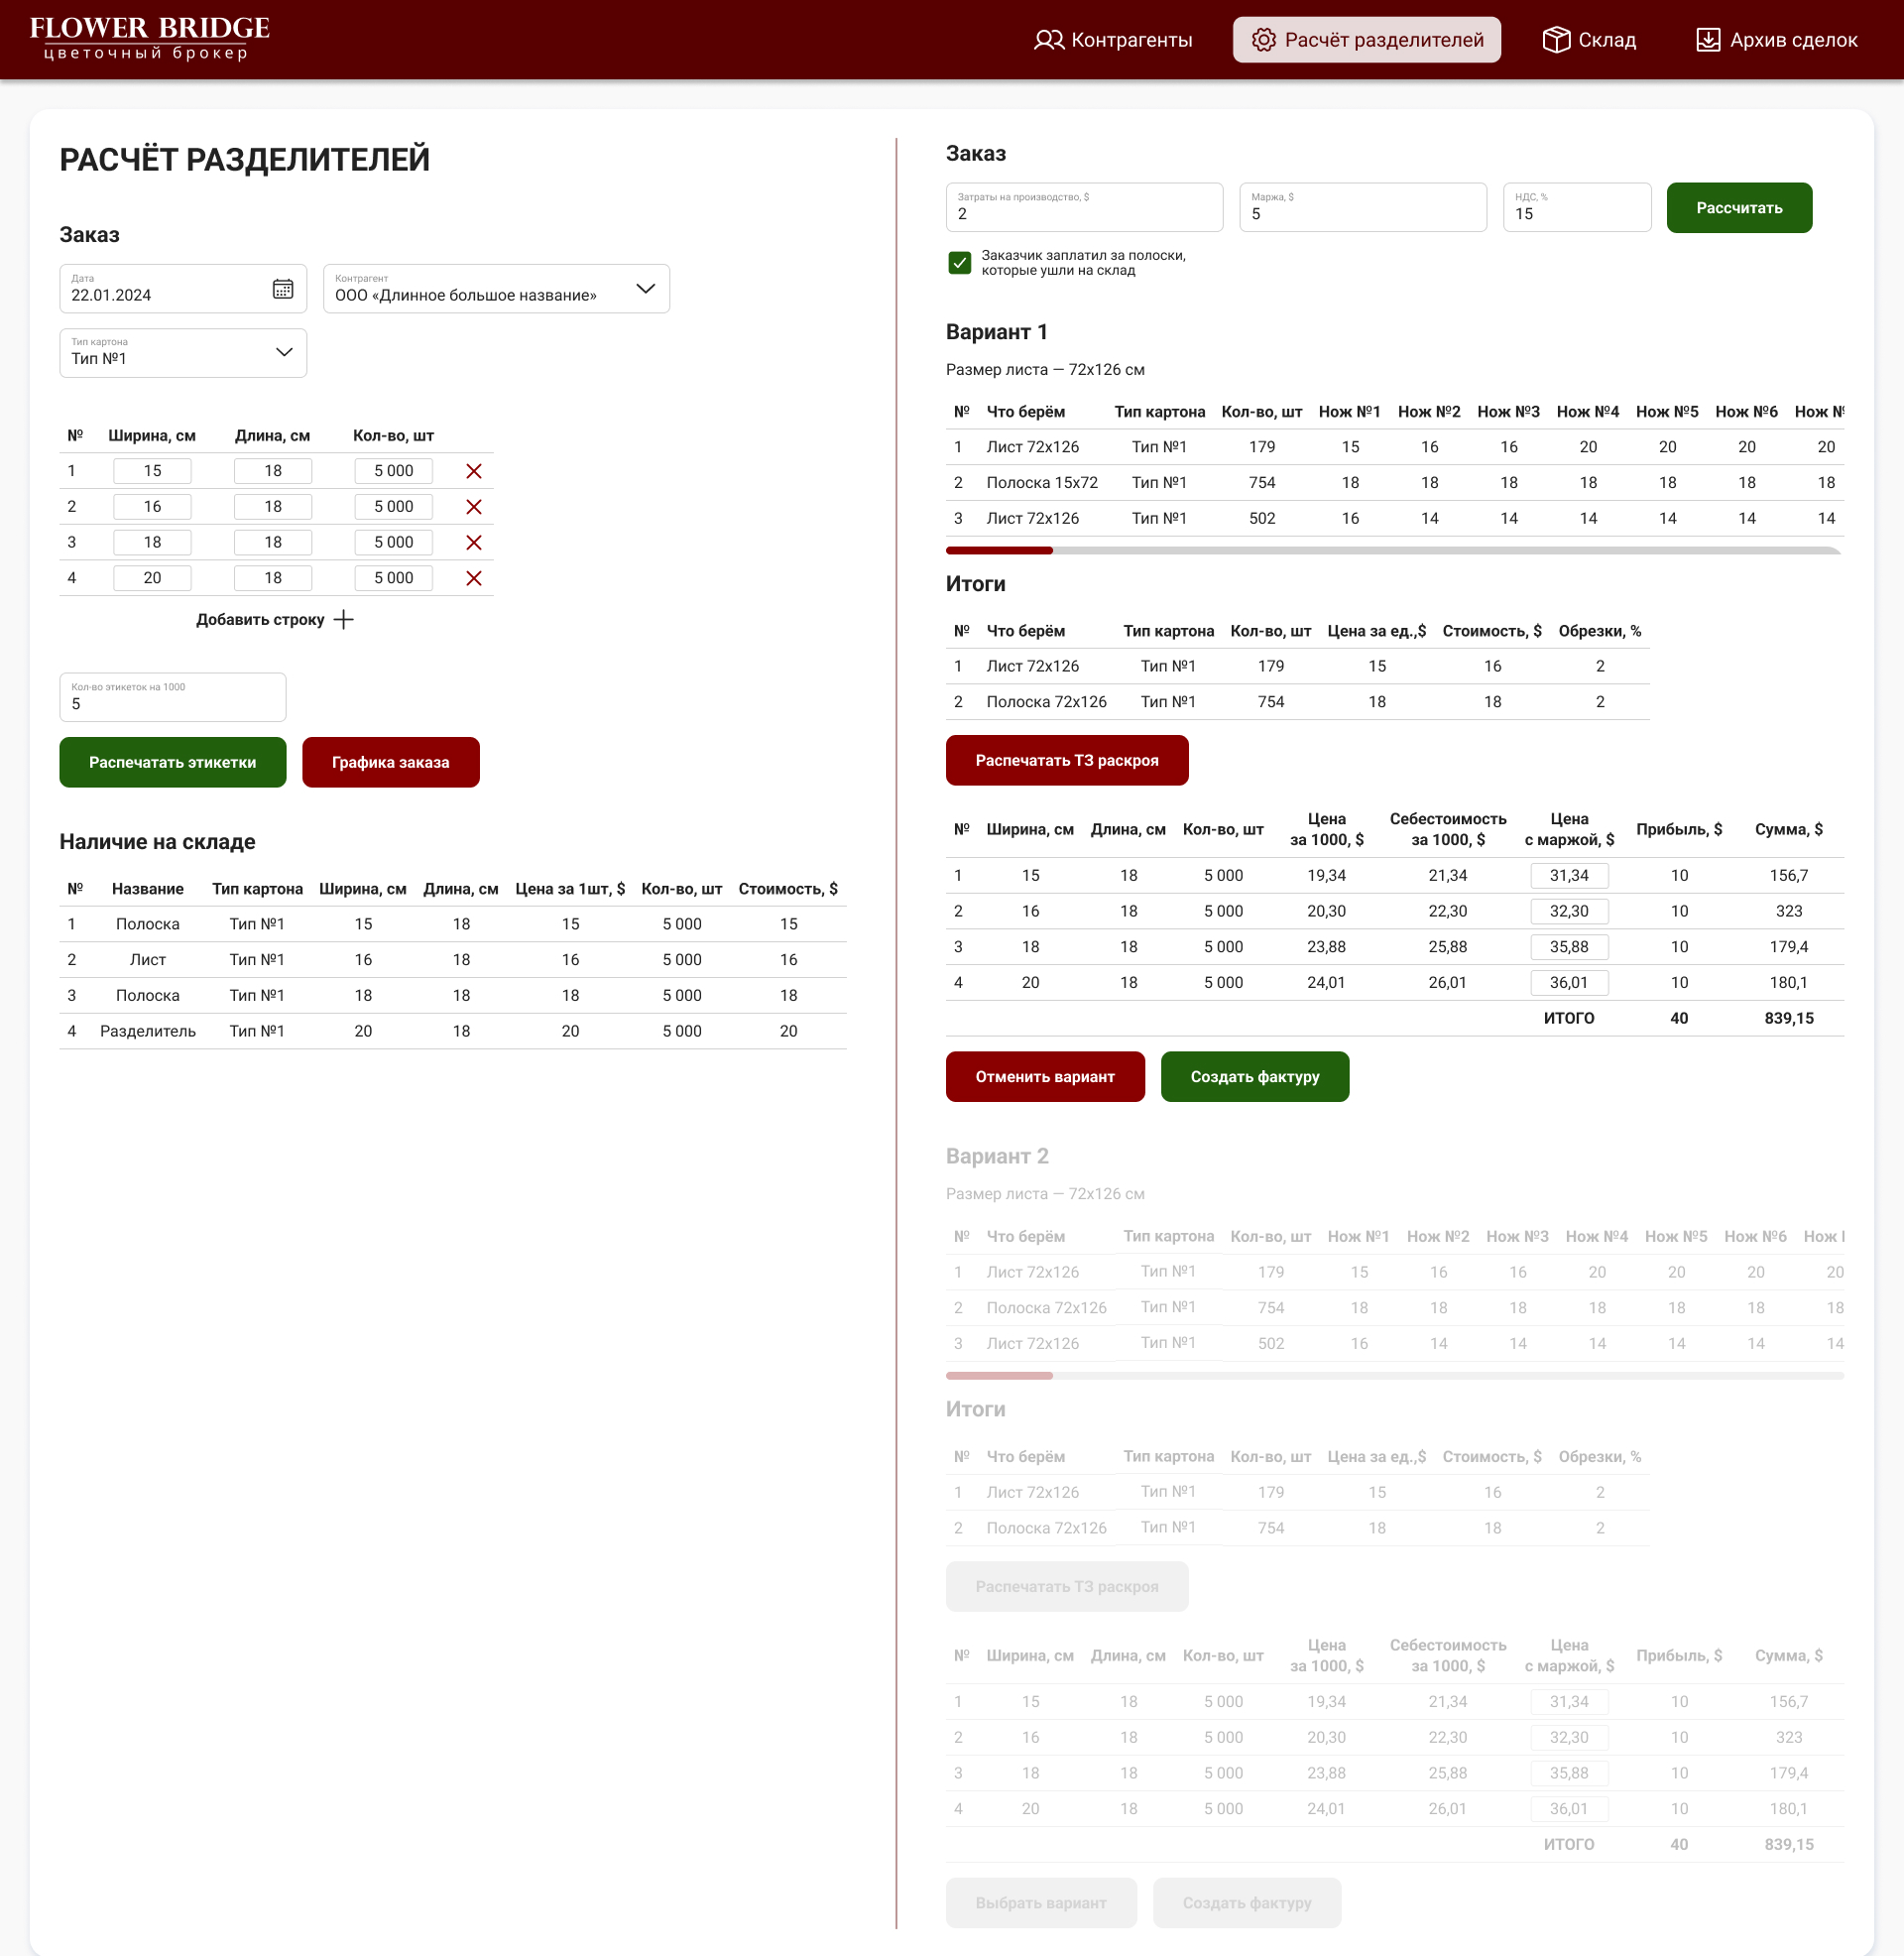 FLOWER BRIDGE
цветочный брокер
Контрагенты
Расчёт разделителей
Склад
Архив сделок
РАСЧЁТ РАЗДЕЛИТЕЛЕЙ
Заказ
Дата
22.01.2024
Контрагент
ООО «Длинное большое название»
Тип картона
Тип №1
№ Ширина, см Длина, см Кол-во, шт
1 15 18 5 000
2 16 18 5 000
3 18 18 5 000
4 20 18 5 000
Добавить строку
Кол-во этикеток на 1000
5
Распечатать этикетки
Графика заказа
Наличие на складе
№ Название Тип картона Ширина, см Длина, см Цена за 1шт, $ Кол-во, шт Стоимость, $
1 Полоска Тип №1 15 18 15 5 000 15
2 Лист Тип №1 16 18 16 5 000 16
3 Полоска Тип №1 18 18 18 5 000 18
4 Разделитель Тип №1 20 18 20 5 000 20
Заказ
Затраты на производство, $
2
Маржа, $
5
НДС, %
15
Рассчитать
Заказчик заплатил за полоски,
которые ушли на склад
Вариант 1
Размер листа — 72x126 см
№ Что берём Тип картона Кол-во, шт Нож №1 Нож №2 Нож №3 Нож №4 Нож №5 Нож №6 Нож №
1 Лист 72x126 Тип №1 179 15 16 16 20 20 20 20
2 Полоска 15x72 Тип №1 754 18 18 18 18 18 18 18
3 Лист 72x126 Тип №1 502 16 14 14 14 14 14 14
Итоги
№ Что берём Тип картона Кол-во, шт Цена за ед.,$ Стоимость, $ Обрезки, %
1 Лист 72x126 Тип №1 179 15 16 2
2 Полоска 72x126 Тип №1 754 18 18 2
Распечатать ТЗ раскроя
№ Ширина, см Длина, см Кол-во, шт Цена за 1000, $ Себестоимость за 1000, $ Цена с маржой, $ Прибыль, $ Сумма, $
1 15 18 5 000 19,34 21,34 31,34 10 156,7
2 16 18 5 000 20,30 22,30 32,30 10 323
3 18 18 5 000 23,88 25,88 35,88 10 179,4
4 20 18 5 000 24,01 26,01 36,01 10 180,1
ИТОГО 40 839,15
Отменить вариант
Создать фактуру
Вариант 2
Размер листа — 72x126 см
№ Что берём Тип картона Кол-во, шт Нож №1 Нож №2 Нож №3 Нож №4 Нож №5 Нож №6 Нож
1 Лист 72x126 Тип №1 179 15 16 16 20 20 20 20
2 Полоска 72x126 Тип №1 754 18 18 18 18 18 18 18
3 Лист 72x126 Тип №1 502 16 14 14 14 14 14 14
Итоги
№ Что берём Тип картона Кол-во, шт Цена за ед.,$ Стоимость, $ Обрезки, %
1 Лист 72x126 Тип №1 179 15 16 2
2 Полоска 72x126 Тип №1 754 18 18 2
Распечатать ТЗ раскроя
№ Ширина, см Длина, см Кол-во, шт Цена за 1000, $ Себестоимость за 1000, $ Цена с маржой, $ Прибыль, $ Сумма, $
1 15 18 5 000 19,34 21,34 31,34 10 156,7
2 16 18 5 000 20,30 22,30 32,30 10 323
3 18 18 5 000 23,88 25,88 35,88 10 179,4
4 20 18 5 000 24,01 26,01 36,01 10 180,1
ИТОГО 40 839,15
Выбрать вариант
Создать фактуру